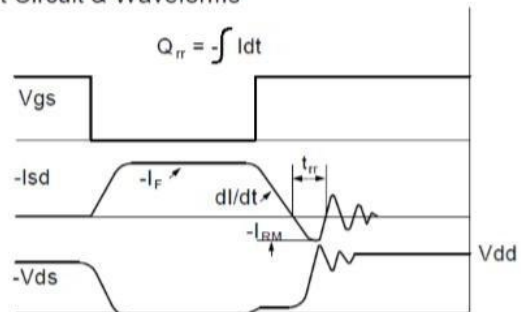 t Circuit & Waveforms
Qrr = -∫ Idt
Vgs
trr
-Isd
-IF
dI/dt
-IRM
Vdd
-Vds